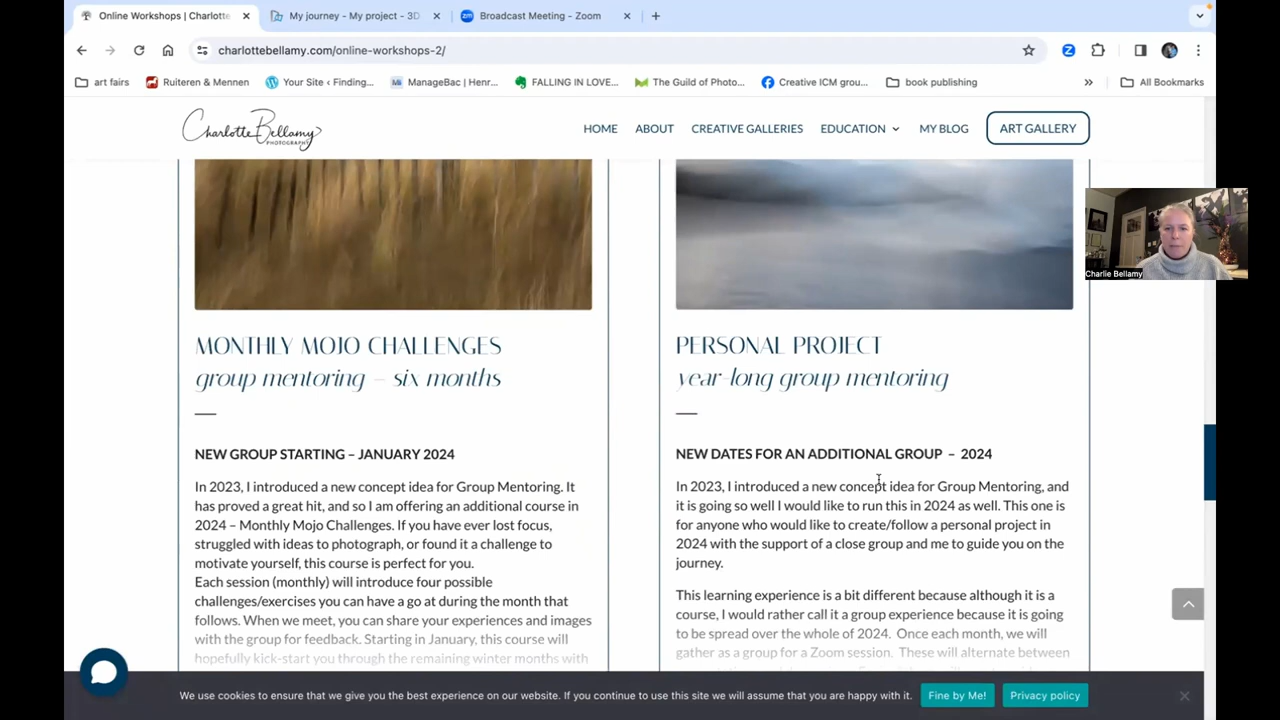 Online Workshops | Charlotte
My journey - My project - 3D
zm Broadcast Meeting - Zoom
charlottebellamy.com/online-workshops-2/
art fairs
Ruiteren & Mennen
Your Site ‹ Finding...
ManageBac | Henr...
FALLING IN LOVE...
The Guild of Photo...
Creative ICM grou...
book publishing
»
All Bookmarks
Charlotte Bellamy
PHOTOGRAPHY
HOME
ABOUT
CREATIVE GALLERIES
EDUCATION
MY BLOG
ART GALLERY
Charlie Bellamy
MONTHLY MOJO CHALLENGES
group mentoring – six months
NEW GROUP STARTING – JANUARY 2024
In 2023, I introduced a new concept idea for Group Mentoring. It
has proved a great hit, and so I am offering an additional course in
2024 – Monthly Mojo Challenges. If you have ever lost focus,
struggled with ideas to photograph, or found it a challenge to
motivate yourself, this course is perfect for you.
Each session (monthly) will introduce four possible
challenges/exercises you can have a go at during the month that
follows. When we meet, you can share your experiences and images
with the group for feedback. Starting in January, this course will
hopefully kick-start you through the remaining winter months with
PERSONAL PROJECT
year-long group mentoring
NEW DATES FOR AN ADDITIONAL GROUP – 2024
In 2023, I introduced a new concept idea for Group Mentoring, and
it is going so well I would like to run this in 2024 as well. This one is
for anyone who would like to create/follow a personal project in
2024 with the support of a close group and me to guide you on the
journey.
This learning experience is a bit different because although it is a
course, I would rather call it a group experience because it is going
to be spread over the whole of 2024. Once each month, we will
gather as a group for a Zoom session. These will alternate between
We use cookies to ensure that we give you the best experience on our website. If you continue to use this site we will assume that you are happy with it.
Fine by Me!
Privacy policy